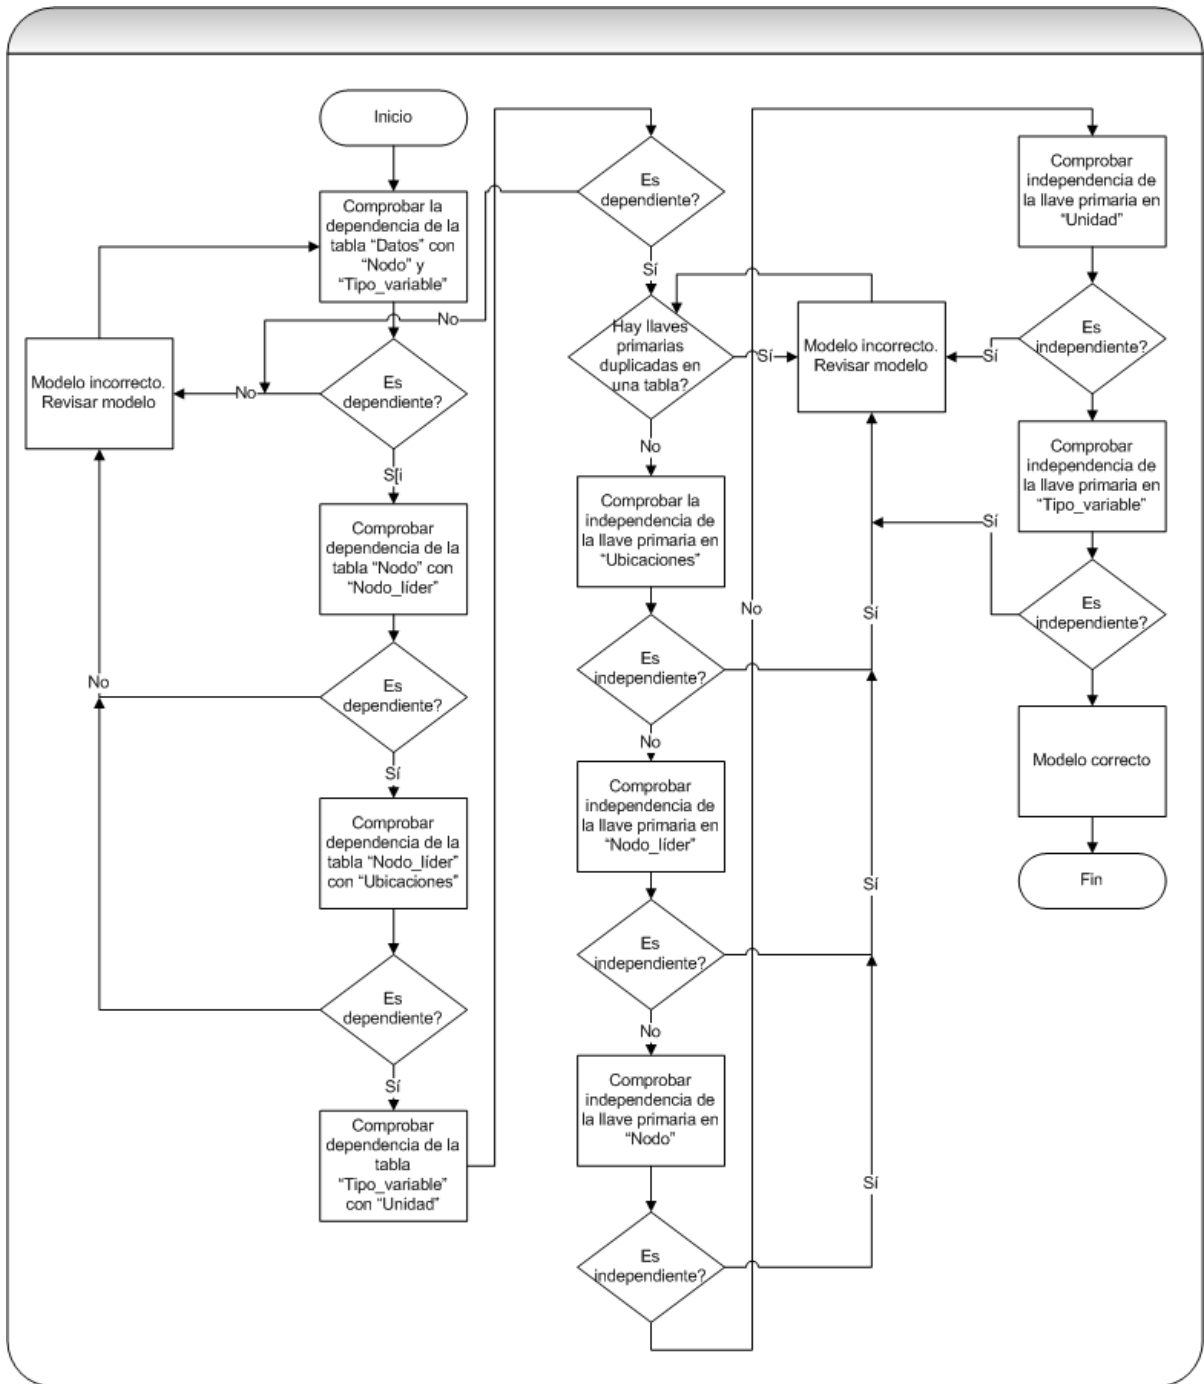 Inicio
Comprobar la
dependencia de la
tabla “Datos” con
“Nodo” y
“Tipo_variable”
No
Modelo incorrecto.
Revisar modelo
No
Es
dependiente?
S[i
Comprobar
dependencia de la
tabla “Nodo” con
“Nodo_líder”
No
Es
dependiente?
Sí
Comprobar
dependencia de la
tabla “Nodo_líder”
con “Ubicaciones”
Es
dependiente?
Sí
Comprobar
dependencia de la
tabla
“Tipo_variable”
con “Unidad”
Es
dependiente?
Sí
Hay llaves
primarias
duplicadas en
una tabla?
Sí
Modelo incorrecto.
Revisar modelo
No
Comprobar la
independencia de
la llave primaria en
“Ubicaciones”
Es
independiente?
Sí
No
Comprobar
independencia de
la llave primaria en
“Nodo_líder”
Es
independiente?
Sí
No
Comprobar
independencia de
la llave primaria en
“Nodo”
Es
independiente?
Sí
No
Comprobar
independencia de
la llave primaria en
“Unidad”
Es
independiente?
Sí
Comprobar
independencia de
la llave primaria en
“Tipo_variable”
Sí
Es
independiente?
Modelo correcto
Fin